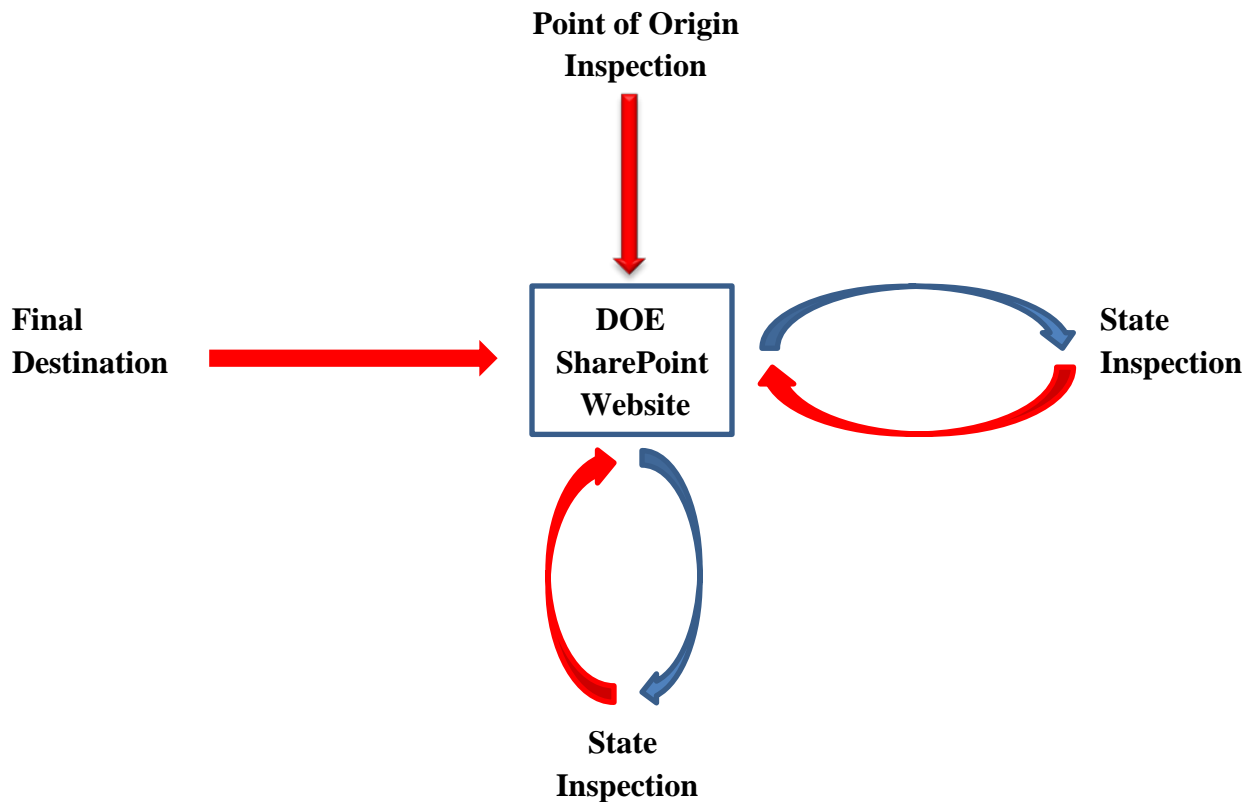 Point of Origin
Inspection
Final
Destination
DOE
SharePoint
Website
State
Inspection
State
Inspection